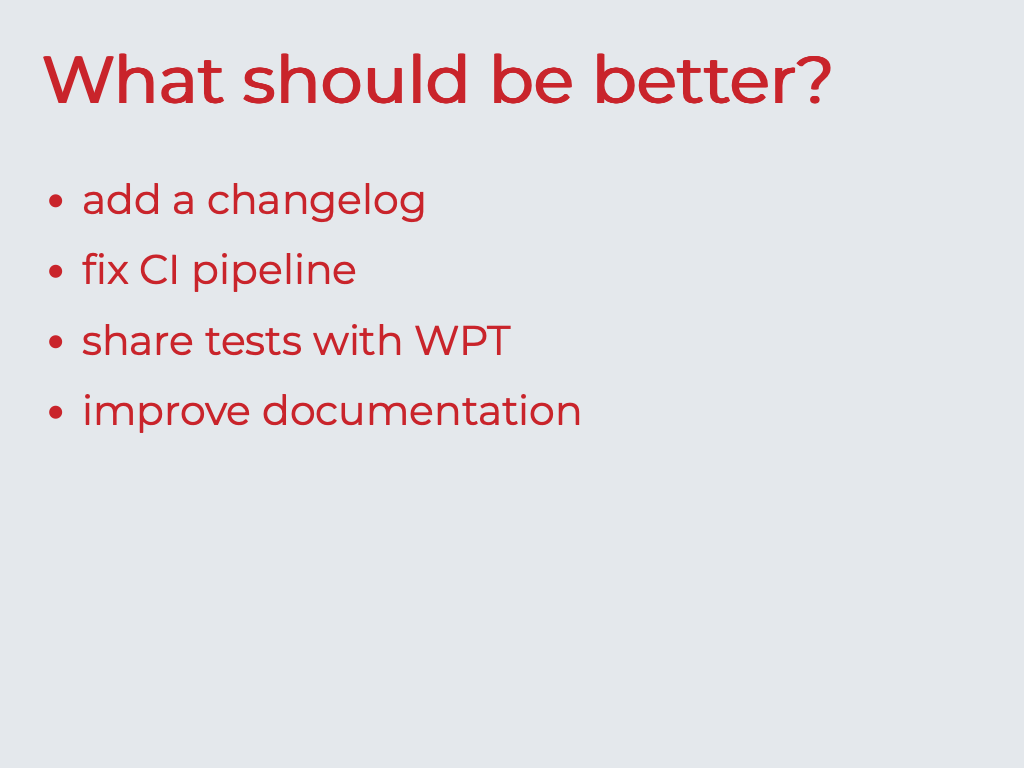 What should be better?
• add a changelog
• fix CI pipeline
• share tests with WPT
• improve documentation